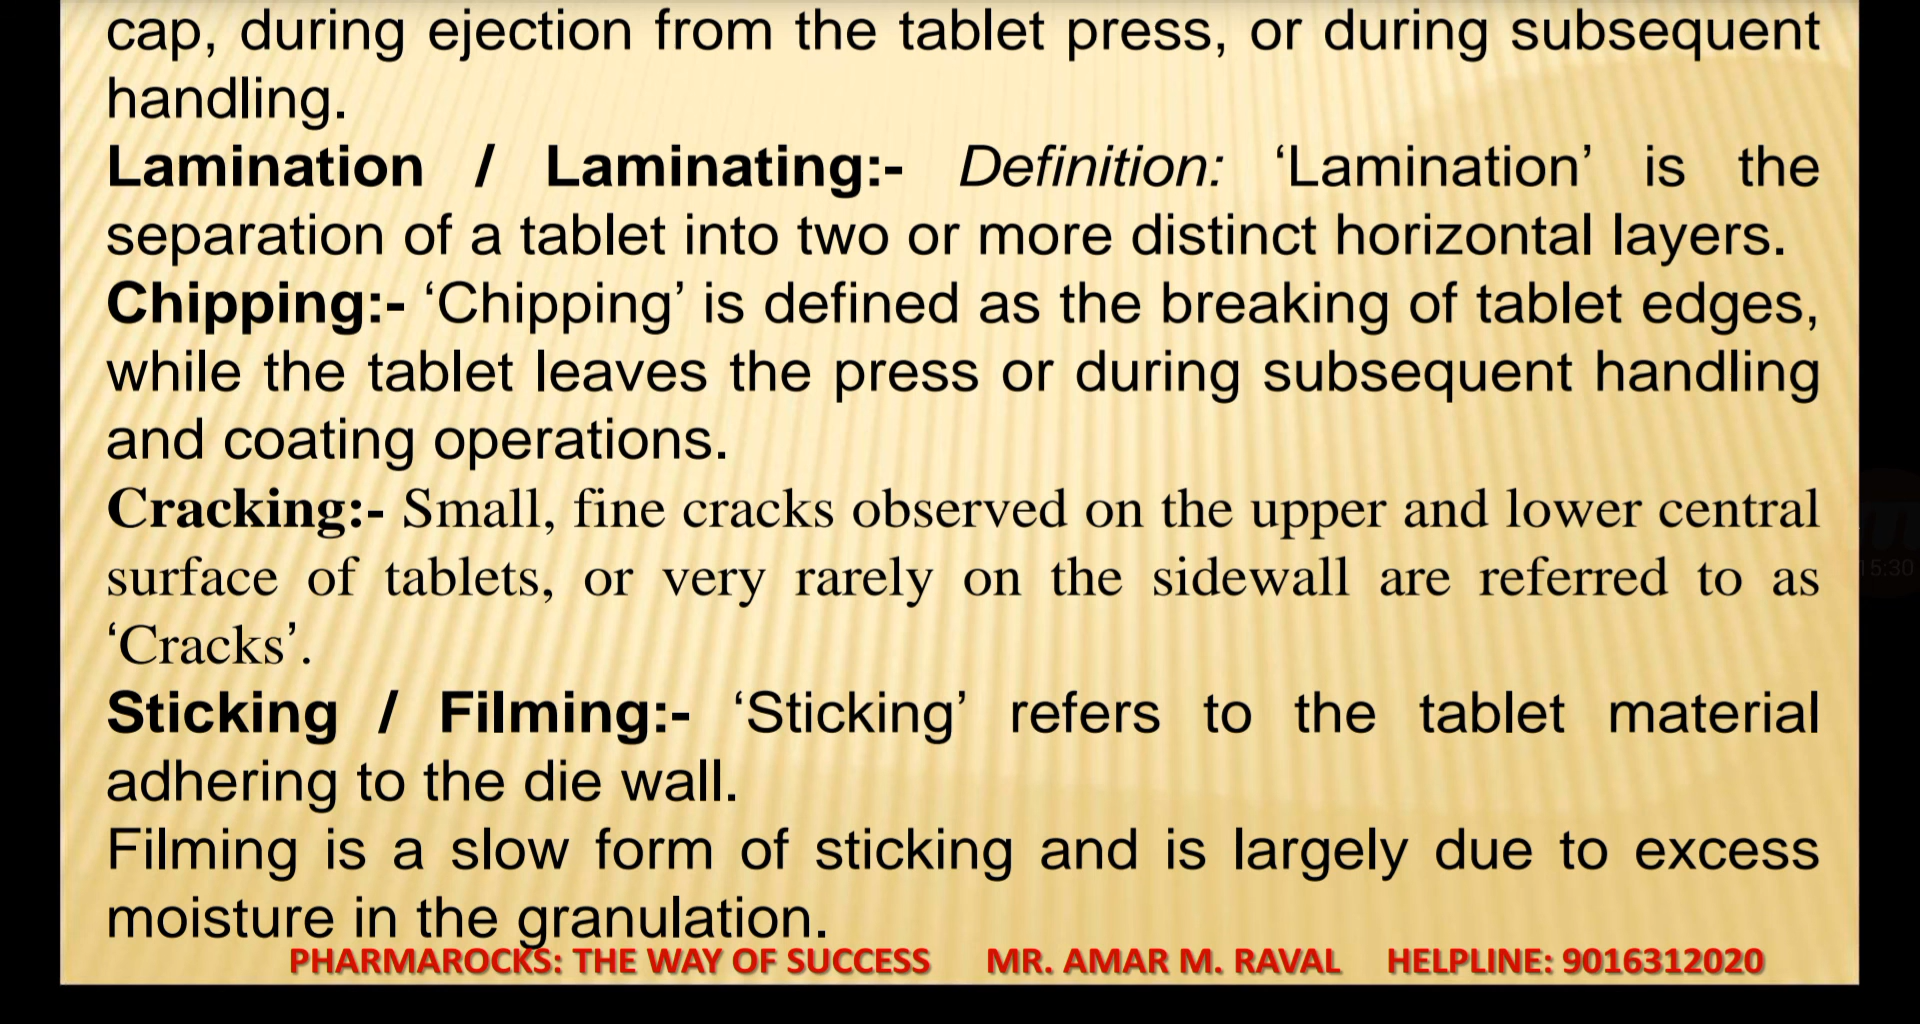 cap, during ejection from the tablet press, or during subsequent
handling.
Lamination / Laminating:- Definition: ‘Lamination’ is the
separation of a tablet into two or more distinct horizontal layers.
Chipping:- ‘Chipping’ is defined as the breaking of tablet edges,
while the tablet leaves the press or during subsequent handling
and coating operations.
Cracking:- Small, fine cracks observed on the upper and lower central
surface of tablets, or very rarely on the sidewall are referred to as
‘Cracks’.
Sticking / Filming:- ‘Sticking’ refers to the tablet material
adhering to the die wall.
Filming is a slow form of sticking and is largely due to excess
moisture in the granulation.
PHARMAROCKS: THE WAY OF SUCCESS MR. AMAR M. RAVAL HELPLINE: 9016312020
15:30